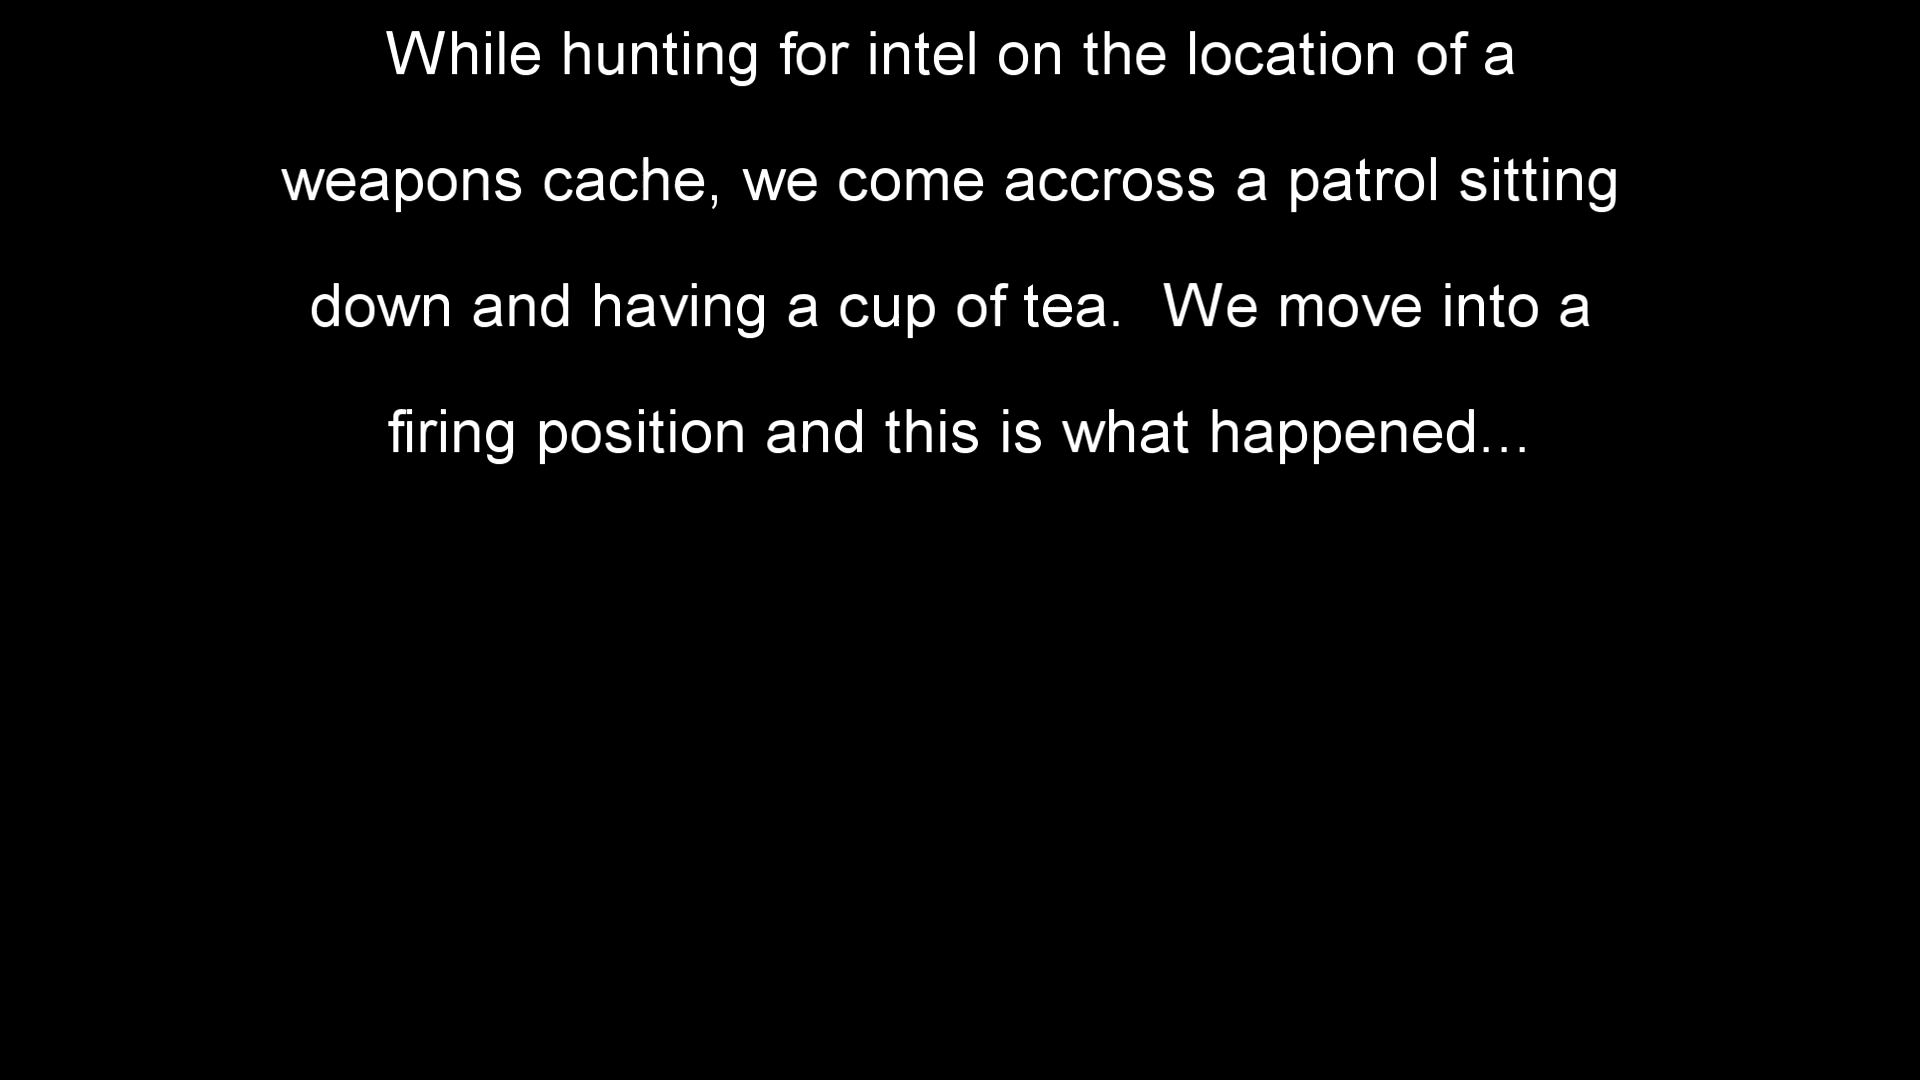 While hunting for intel on the location of a
weapons cache, we come accross a patrol sitting
down and having a cup of tea.  We move into a
firing position and this is what happened...